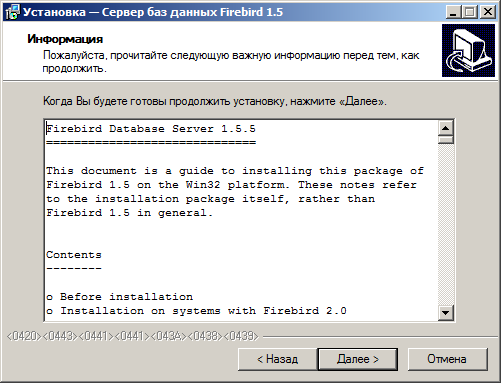 Установка — Сервер баз данных Firebird 1.5
Информация
Пожалуйста, прочитайте следующую важную информацию перед тем, как
продолжить.
Когда Вы будете готовы продолжить установку, нажмите «Далее».
Firebird Database Server 1.5.5
==============================
This document is a guide to installing this package of
Firebird 1.5 on the Win32 platform. These notes refer
to the installation package itself, rather than
Firebird 1.5 in general.
Contents
--------
o Before installation
o Installation on systems with Firebird 2.0
<0420><0443><0441><0441><043A><0438><0439>
< Назад
Далее >
Отмена